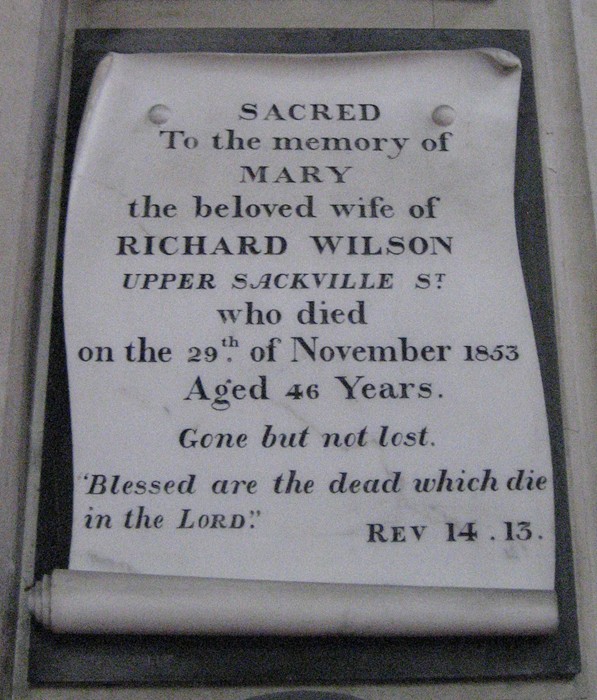 SACRED
To the memory of
MARY
the beloved wife of
RICHARD WILSON
UPPER SACKVILLE ST
who died
on the 29th. of November 1853
Aged 46 Years.
Gone but not lost.
"Blessed are the dead which die
in the LORD."
REV 14.13.